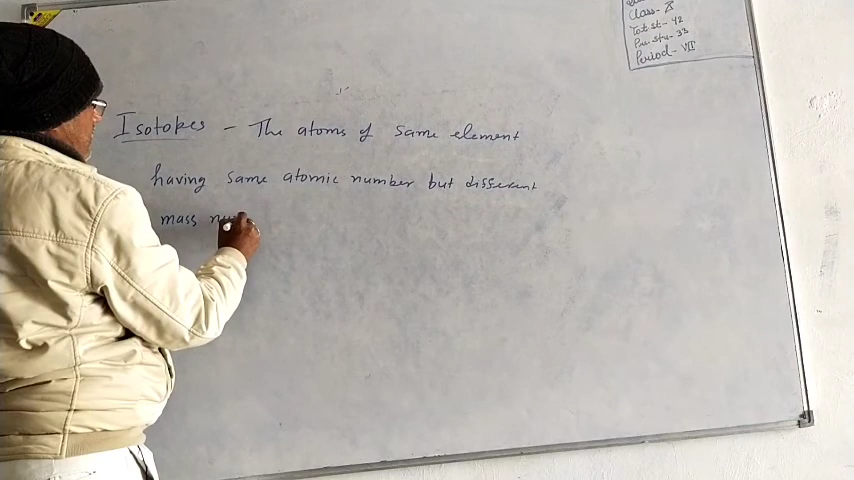 Class- X
Tot. st- 42
Pre. stu- 33
Period- VII
Isotopes - The atoms of same element
having same atomic number but different
mass